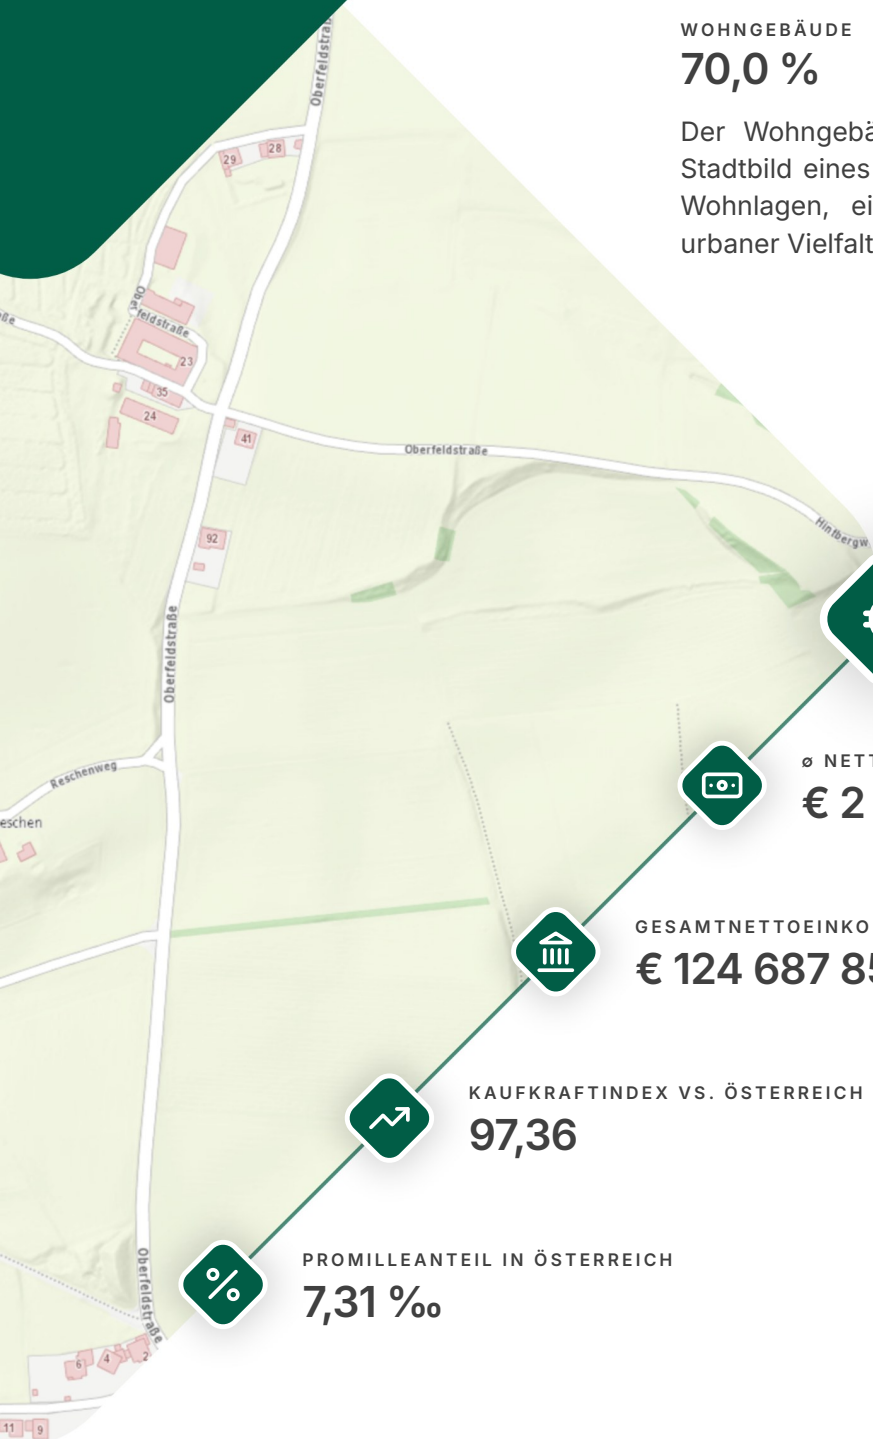 WOHNGEBÄUDE
70,0 %
Der Wohngebä
Stadtbild eines
Wohnlagen, ei
urbaner Vielfalt
Oberfeldstraß
29
28
Oberfeldstraße
23
35
24
41
Oberfeldstraße
92
Oberfeldstraße
Reschenweg
eschen
ø NETT
€ 2
GESAMTNETTOEINKO
€ 124 687 85
KAUFKRAFTINDEX VS. ÖSTERREICH
97,36
PROMILLEANTEIL IN ÖSTERREICH
7,31 ‰
Oberfeldstraße
6
4
2
11
9